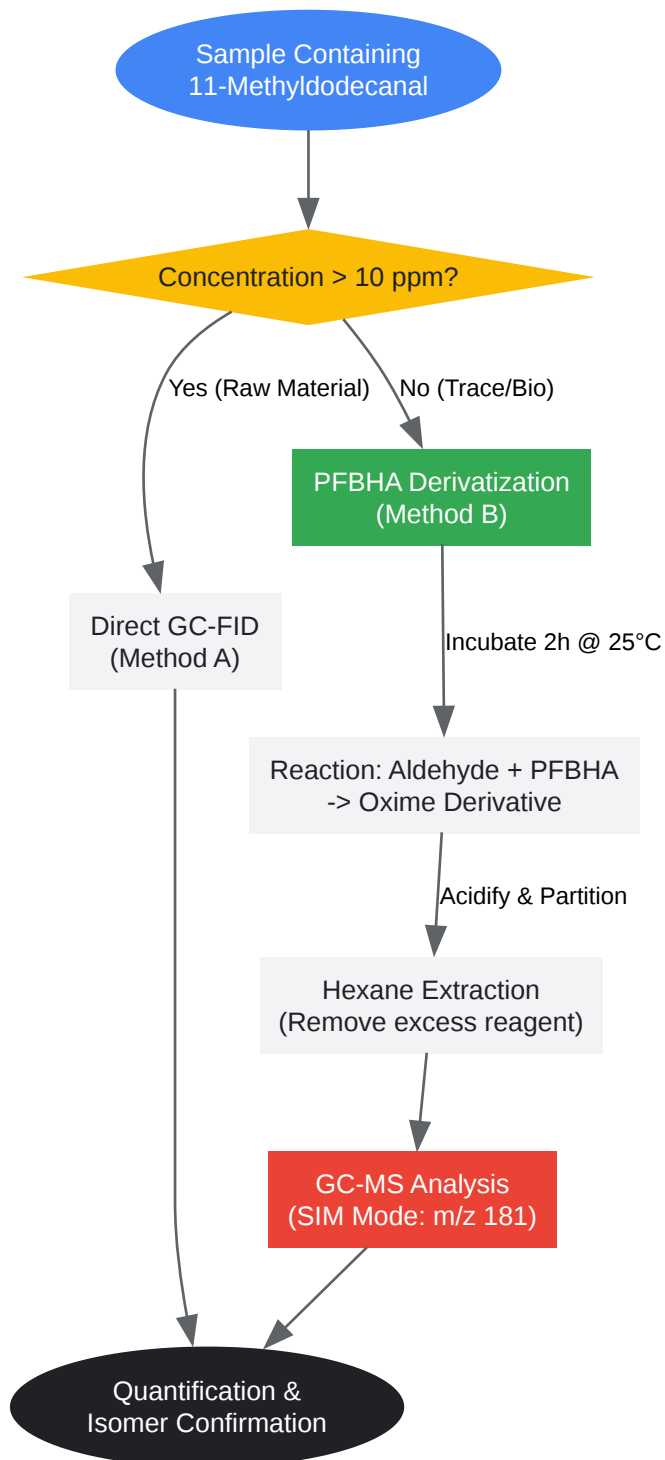 Sample Containing
11-Methyldodecanal
Concentration > 10 ppm?
Yes (Raw Material)
No (Trace/Bio)
PFBHA Derivatization
(Method B)
Direct GC-FID
(Method A)
Incubate 2h @ 25°C
Reaction: Aldehyde + PFBHA
-> Oxime Derivative
Acidify & Partition
Hexane Extraction
(Remove excess reagent)
GC-MS Analysis
(SIM Mode: m/z 181)
Quantification &
Isomer Confirmation